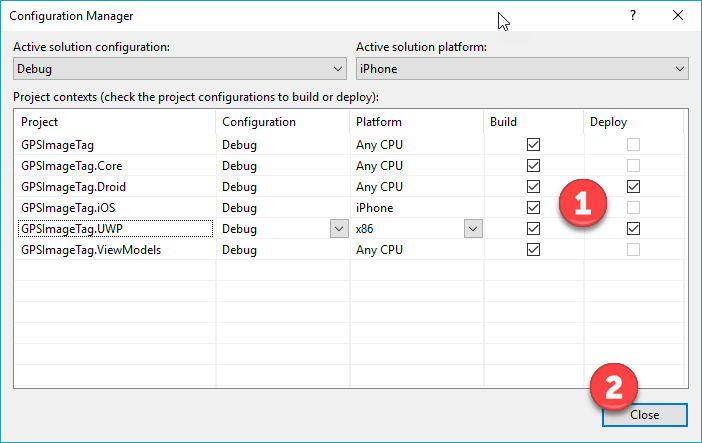 Configuration Manager
?
Active solution configuration: Active solution platform:
Debug iPhone
Project contexts (check the project configurations to build or deploy):
Project Configuration Platform Build Deploy
GPSImageTag Debug Any CPU
GPSImageTag.Core Debug Any CPU
GPSImageTag.Droid Debug Any CPU
GPSImageTag.iOS Debug iPhone
GPSImageTag.UWP Debug x86
GPSImageTag.ViewModels Debug Any CPU
1
2
Close